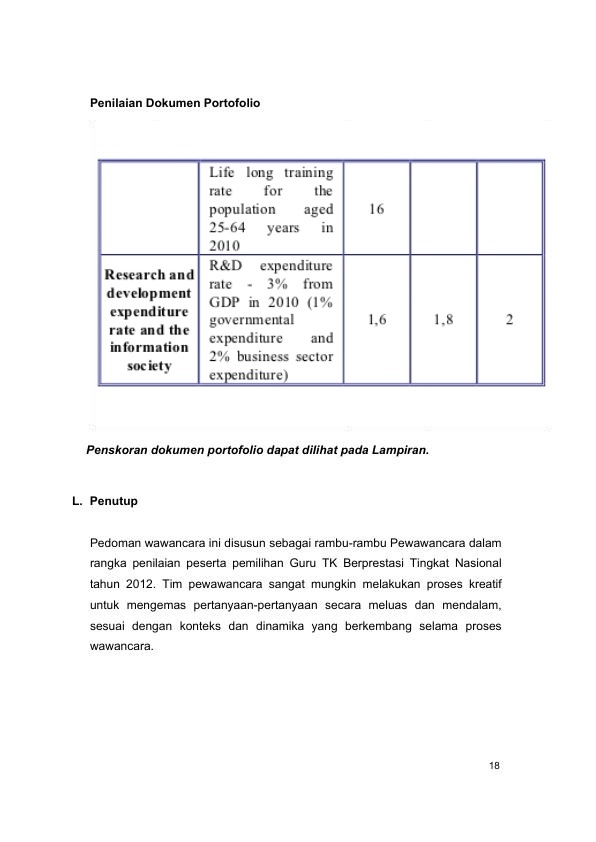 Penilaian Dokumen Portofolio
Life long training
rate for the
population aged
25-64 years in
2010
16
Research and
development
expenditure
rate and the
information
society
R&D expenditure
rate - 3% from
GDP in 2010 (1%
governmental
expenditure and
2% business sector
expenditure)
1,6
1,8
2
Penskoran dokumen portofolio dapat dilihat pada Lampiran.
L. Penutup
Pedoman wawancara ini disusun sebagai rambu-rambu Pewawancara dalam
rangka penilaian peserta pemilihan Guru TK Berprestasi Tingkat Nasional
tahun 2012. Tim pewawancara sangat mungkin melakukan proses kreatif
untuk mengemas pertanyaan-pertanyaan secara meluas dan mendalam,
sesuai dengan konteks dan dinamika yang berkembang selama proses
wawancara.
18